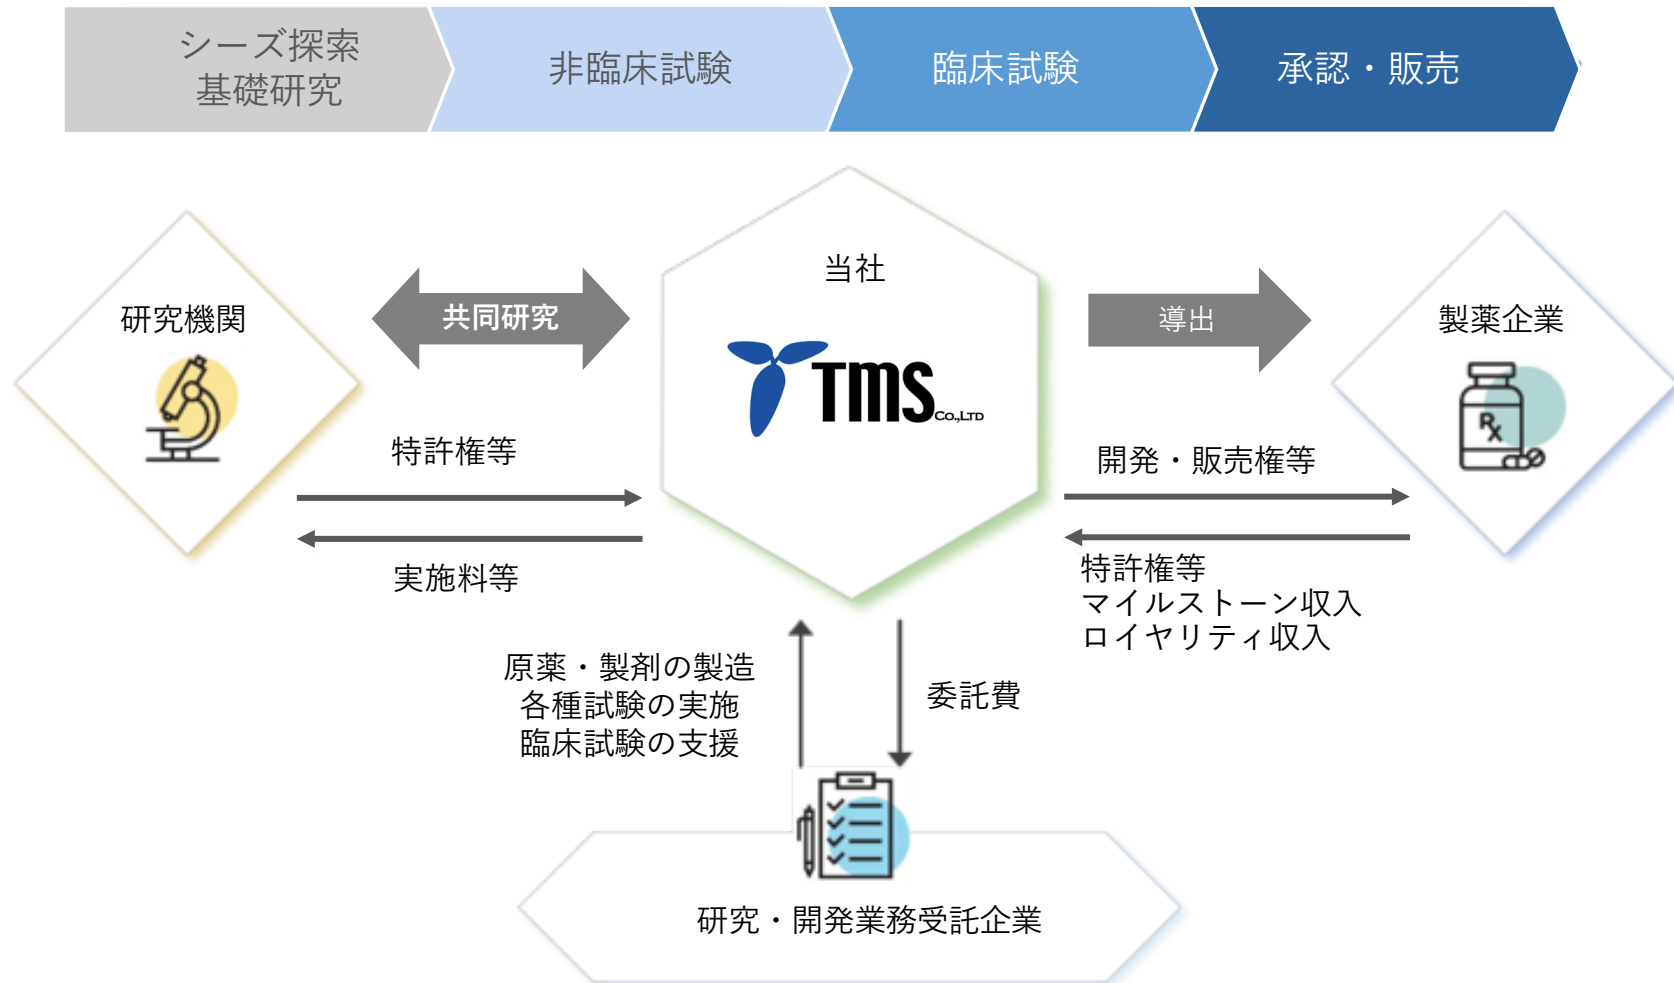 シーズ探索
基礎研究
非臨床試験
臨床試験
承認・販売
当社
研究機関
共同研究
導出
製薬企業
TMS Co.,LTD
Rx
特許権等
開発・販売権等
実施料等
特許権等
マイルストーン収入
ロイヤリティ収入
原薬・製剤の製造
各種試験の実施
臨床試験の支援
委託費
研究・開発業務受託企業